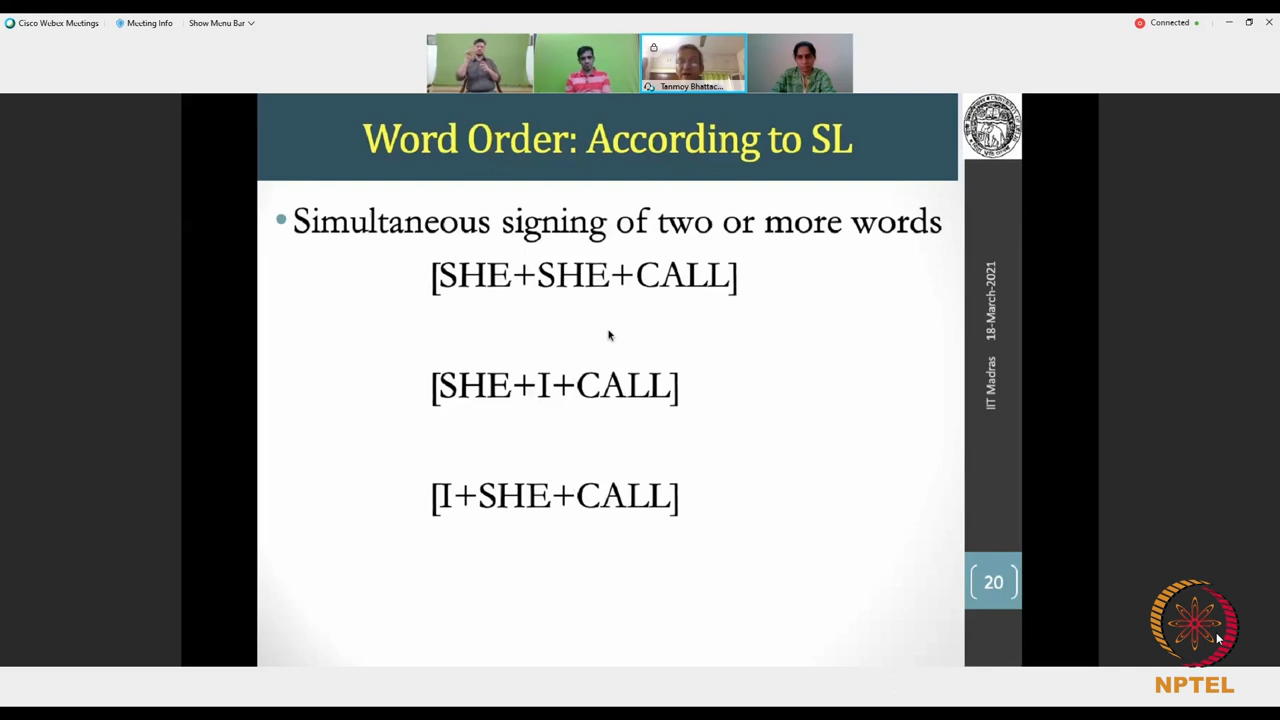 Cisco Webex Meetings
Meeting Info
Show Menu Bar
Connected
Tanmoy Bhattac...
Word Order: According to SL
• Simultaneous signing of two or more words
[SHE+SHE+CALL]
[SHE+I+CALL]
[I+SHE+CALL]
IIT Madras 18-March-2021
20
NPTEL